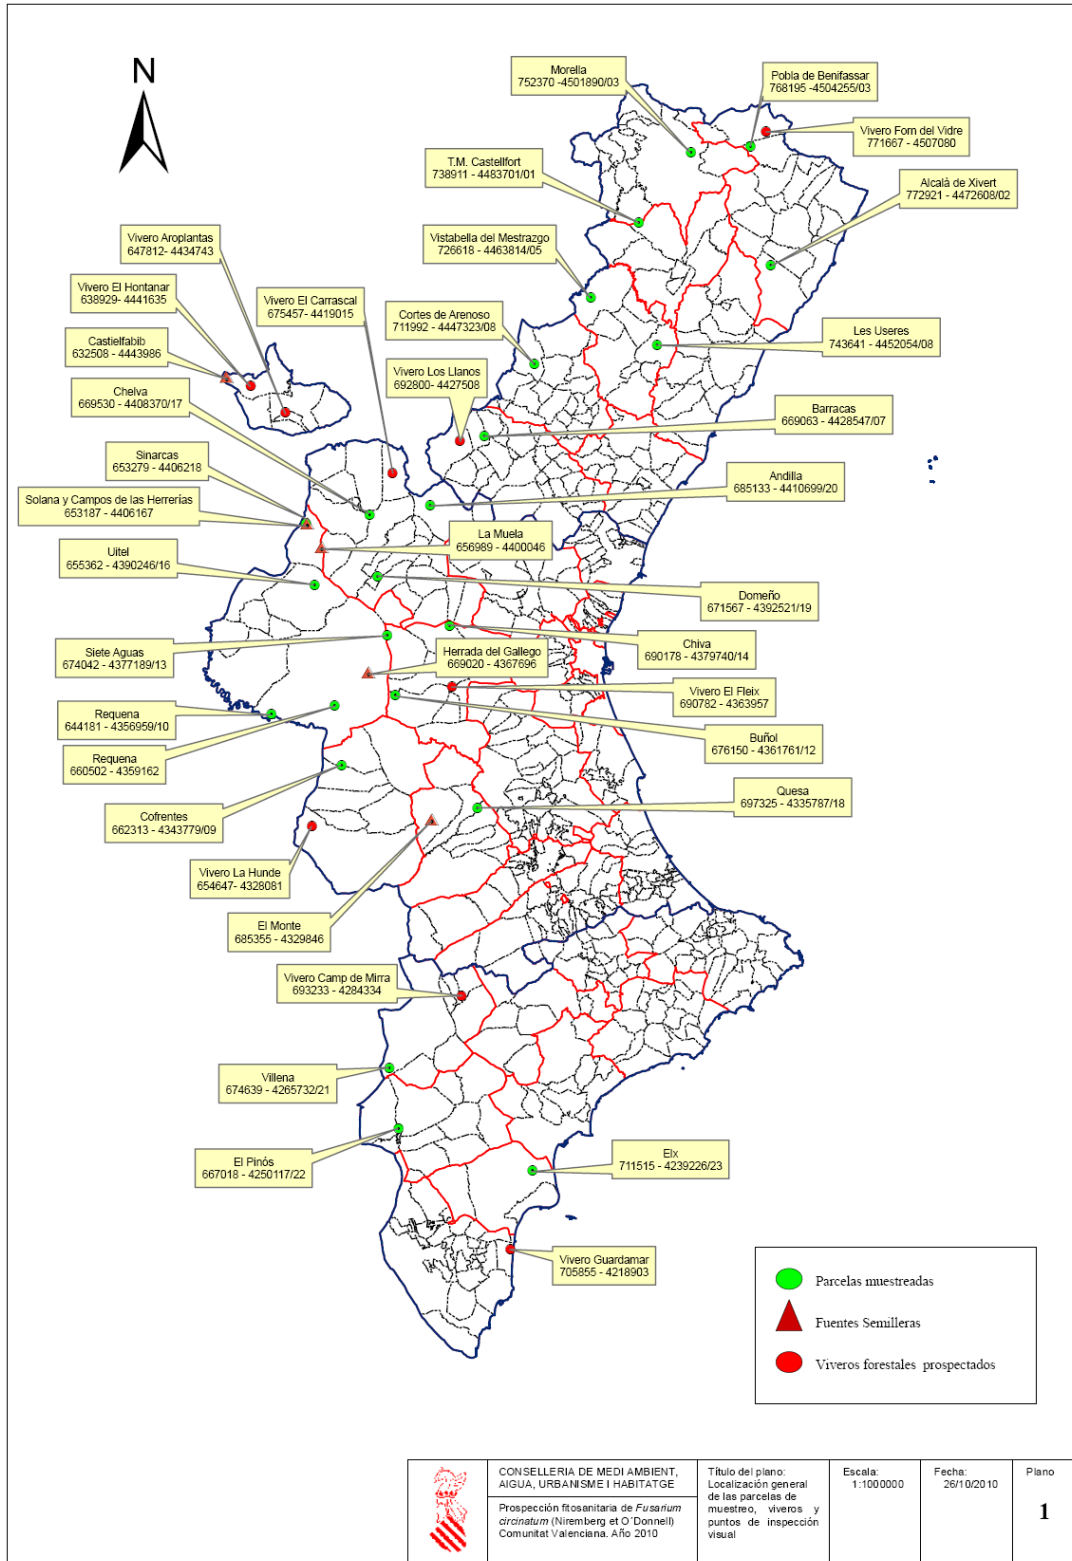 N
Morella
752370 -4501890/03
Pobla de Benifassar
768195 -4504255/03
Vivero Forn del Vidre
771667 - 4507080
T.M. Castellfort
738911 - 4483701/01
Alcalà de Xivert
772921 - 4472608/02
Vivero Aroplantas
647812- 4434743
Vistabella del Mestrazgo
726618 - 4463814/05
Vivero El Hontanar
638929- 4441635
Vivero El Carrascal
675457- 4419015
Cortes de Arenoso
711992 - 4447323/08
Castielfabib
632508 - 4443986
Les Useres
743641 - 4452054/08
Vivero Los Llanos
692800- 4427508
Chelva
669530 - 4408370/17
Barracas
669063 - 4428547/07
Sinarcas
653279 - 4406218
Andilla
685133 - 4410699/20
Solana y Campos de las Herrerías
653187 - 4406167
La Muela
656989 - 4400046
Utiel
655362 - 4390246/16
Domeño
671567 - 4392521/19
Siete Aguas
674042 - 4377189/13
Herrada del Gallego
669020 - 4367696
Chiva
690178 - 4379740/14
Vivero El Fleix
690782 - 4363957
Requena
644181 - 4356959/10
Buñol
676150 - 4361761/12
Requena
660502 - 4359162
Quesa
697325 - 4335787/18
Cofrentes
662313 - 4343779/09
Vivero La Hunde
654647- 4328081
El Monte
685355 - 4329846
Vivero Camp de Mirra
693233 - 4284334
Villena
674639 - 4265732/21
El Pinós
667018 - 4250117/22
Elx
711515 - 4239226/23
Vivero Guardamar
705855 - 4218903
Parcelas muestreadas
Fuentes Semilleras
Viveros forestales prospectados
CONSELLERIA DE MEDI AMBIENT,
AIGUA, URBANISME I HABITATGE
Prospección fitosanitaria de Fusarium
circinatum (Niremberg et O´Donnell)
Comunitat Valenciana. Año 2010
Título del plano:
Localización general
de las parcelas de
muestreo, viveros y
puntos de inspección
visual
Escala:
1:1000000
Fecha:
26/10/2010
Plano
1